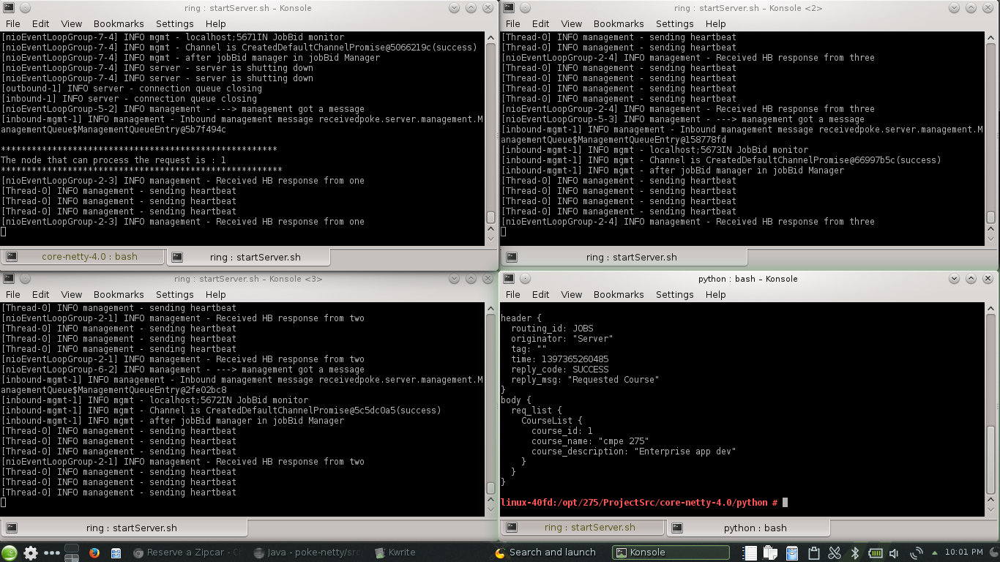 ring : startServer.sh – Konsole
File Edit View Bookmarks Settings Help
[nioEventLoopGroup-7-4] INFO mgmt - localhost;5671IN JobBid monitor
[nioEventLoopGroup-7-4] INFO mgmt - Channel is CreatedDefaultChannelPromise@5066219c(success)
[nioEventLoopGroup-7-4] INFO mgmt - after jobBid manager in jobBid Manager
[nioEventLoopGroup-7-4] INFO server - server is shutting down
[nioEventLoopGroup-7-4] INFO server - server is shutting down
[outbound-1] INFO server - connection queue closing
[inbound-1] INFO server - connection queue closing
[nioEventLoopGroup-5-2] INFO management - ---> management got a message
[inbound-mgmt-1] INFO management - Inbound management message receivedpoke.server.management.M
anagementQueue$ManagementQueueEntry@5b7f494c
******************************************************
The node that can process the request is : 1
*******************************************************
[nioEventLoopGroup-2-3] INFO management - Received HB response from one
[Thread-0] INFO management - sending heartbeat
[Thread-0] INFO management - sending heartbeat
[Thread-0] INFO management - sending heartbeat
[nioEventLoopGroup-2-3] INFO management - Received HB response from one
core-netty-4.0 : bash
ring : startServer.sh
ring : startServer.sh – Konsole <2>
File Edit View Bookmarks Settings Help
[Thread-0] INFO management - sending heartbeat
[Thread-0] INFO management - sending heartbeat
[nioEventLoopGroup-2-4] INFO management - Received HB response from three
[Thread-0] INFO management - sending heartbeat
[Thread-0] INFO management - sending heartbeat
[Thread-0] INFO management - sending heartbeat
[Thread-0] INFO management - sending heartbeat
[nioEventLoopGroup-2-4] INFO management - Received HB response from three
[nioEventLoopGroup-5-3] INFO management - ---> management got a message
[inbound-mgmt-1] INFO management - Inbound management message receivedpoke.server.management.M
anagementQueue$ManagementQueueEntry@158778fd
[inbound-mgmt-1] INFO mgmt - localhost;5673IN JobBid monitor
[inbound-mgmt-1] INFO mgmt - Channel is CreatedDefaultChannelPromise@66997b5c(success)
[inbound-mgmt-1] INFO mgmt - after jobBid manager in jobBid Manager
[Thread-0] INFO management - sending heartbeat
[Thread-0] INFO management - sending heartbeat
[Thread-0] INFO management - sending heartbeat
[Thread-0] INFO management - sending heartbeat
[nioEventLoopGroup-2-4] INFO management - Received HB response from three
ring : startServer.sh
ring : startServer.sh – Konsole <3>
File Edit View Bookmarks Settings Help
[Thread-0] INFO management - sending heartbeat
[nioEventLoopGroup-2-1] INFO management - Received HB response from two
[Thread-0] INFO management - sending heartbeat
[Thread-0] INFO management - sending heartbeat
[Thread-0] INFO management - sending heartbeat
[nioEventLoopGroup-2-1] INFO management - Received HB response from two
[nioEventLoopGroup-6-2] INFO management - ---> management got a message
[inbound-mgmt-1] INFO management - Inbound management message receivedpoke.server.management.M
anagementQueue$ManagementQueueEntry@2fe02bc8
[inbound-mgmt-1] INFO mgmt - localhost;5672IN JobBid monitor
[inbound-mgmt-1] INFO mgmt - Channel is CreatedDefaultChannelPromise@5c5dc0a5(success)
[inbound-mgmt-1] INFO mgmt - after jobBid manager in jobBid Manager
[Thread-0] INFO management - sending heartbeat
[Thread-0] INFO management - sending heartbeat
[Thread-0] INFO management - sending heartbeat
[nioEventLoopGroup-2-1] INFO management - Received HB response from two
[Thread-0] INFO management - sending heartbeat
[Thread-0] INFO management - sending heartbeat
[Thread-0] INFO management - sending heartbeat
ring : startServer.sh
python : bash – Konsole
File Edit View Bookmarks Settings Help
header {
routing_id: JOBS
originator: "Server"
tag: ""
time: 1397365260485
reply_code: SUCCESS
reply_msg: "Requested Course"
}
body {
req_list {
CourseList {
course_id: 1
course_name: "cmpe 275"
course_description: "Enterprise app dev"
}
}
}
linux-40fd:/opt/275/ProjectSrc/core-netty-4.0/python #
ring : startServer.sh
python : bash
Reserve a Zipcar - C
Java - poke-netty/src
Kwrite
Search and launch
Konsole
10:01 PM